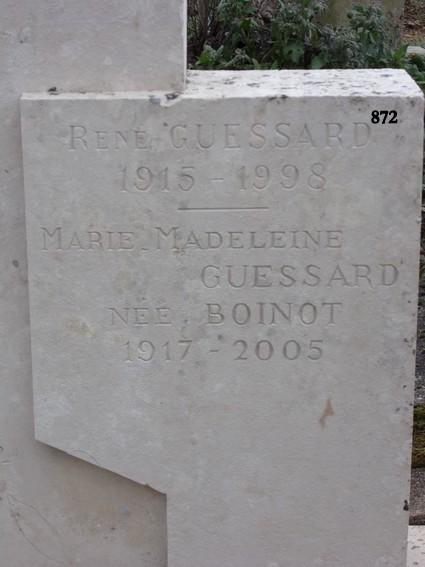 872
RENÉ GUESSARD
1915 - 1998
MARIE-MADELEINE
GUESSARD
NÉE BOINOT
1917 - 2005